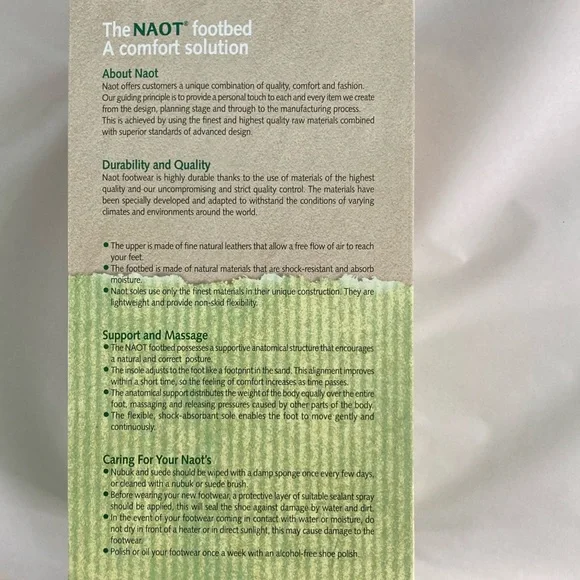 The NAOT® footbed
A comfort solution
About Naot
Naot offers customers a unique combination of quality, comfort and fashion.
Our guiding principle is to provide a personal touch to each and every item we create
from the design, planning stage and through to the manufacturing process.
This is achieved by using the finest and highest quality raw materials combined
with superior standards of advanced design.
Durability and Quality
Naot footwear is highly durable thanks to the use of materials of the highest
quality and our uncompromising and strict quality control. The materials have
been specially developed and adapted to withstand the conditions of varying
climates and environments around the world.
• The upper is made of fine natural leathers that allow a free flow of air to reach
your feet.
• The footbed is made of natural materials that are shock-resistant and absorb
moisture.
• Naot soles use only the finest materials in their unique construction. They are
lightweight and provide non-skid flexibility.
Support and Massage
• The NAOT footbed possesses a supportive anatomical structure that encourages
a natural and correct posture.
• The insole adjusts to the foot like a footprint in the sand. This alignment improves
within a short time, so the feeling of comfort increases as time passes.
• The anatomical support distributes the weight of the body equally over the entire
foot, massaging and releasing pressures caused by other parts of the body.
• The flexible, shock-absorbant sole enables the foot to move gently and
continuously.
Caring For Your Naot's
• Nubuk and suede should be wiped with a damp sponge once every few days,
or cleaned with a nubuk or suede brush.
• Before wearing your new footwear, a protective layer of suitable sealant spray
should be applied, this will seal the shoe against damage by water and dirt.
• In the event of your footwear coming in contact with water or moisture, do
not dry in front of a heater or in direct sunlight, this may cause damage to the
footwear.
• Polish or oil your footwear once a week with an alcohol-free shoe polish.